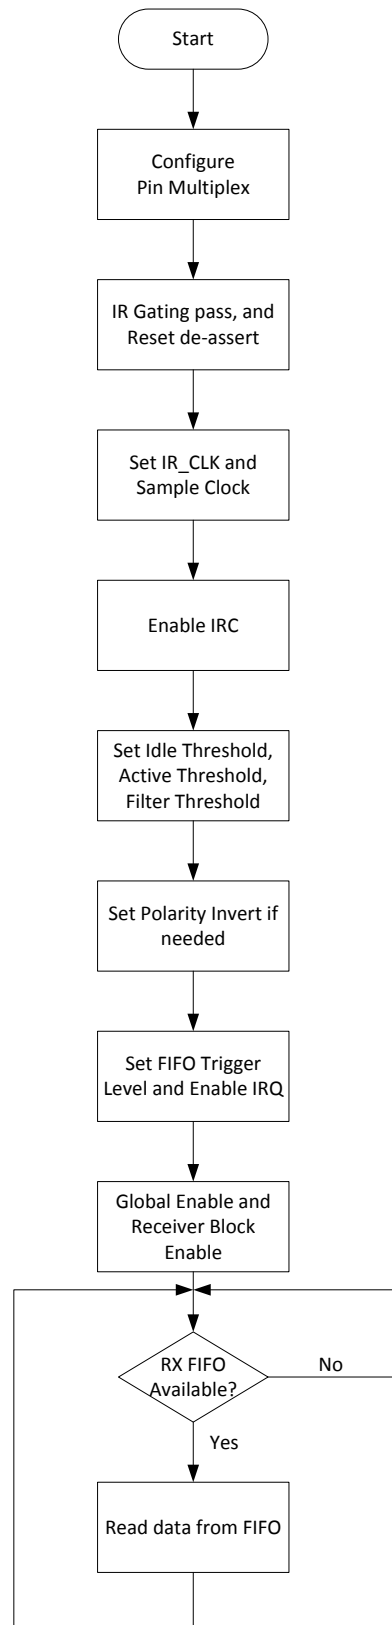 Start
Configure
Pin Multiplex
IR Gating pass, and
Reset de-assert
Set IR_CLK and
Sample Clock
Enable IRC
Set Idle Threshold,
Active Threshold,
Filter Threshold
Set Polarity Invert if
needed
Set FIFO Trigger
Level and Enable IRQ
Global Enable and
Receiver Block
Enable
RX FIFO
Available?
No
Yes
Read data from FIFO